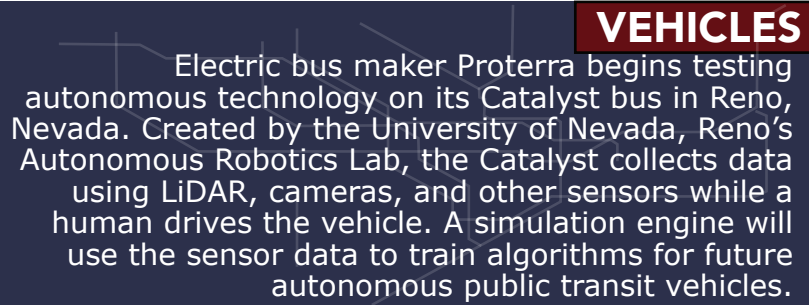 VEHICLES
Electric bus maker Proterra begins testing
autonomous technology on its Catalyst bus in Reno,
Nevada. Created by the University of Nevada, Reno's
Autonomous Robotics Lab, the Catalyst collects data
using LiDAR, cameras, and other sensors while a
human drives the vehicle. A simulation engine will
use the sensor data to train algorithms for future
autonomous public transit vehicles.